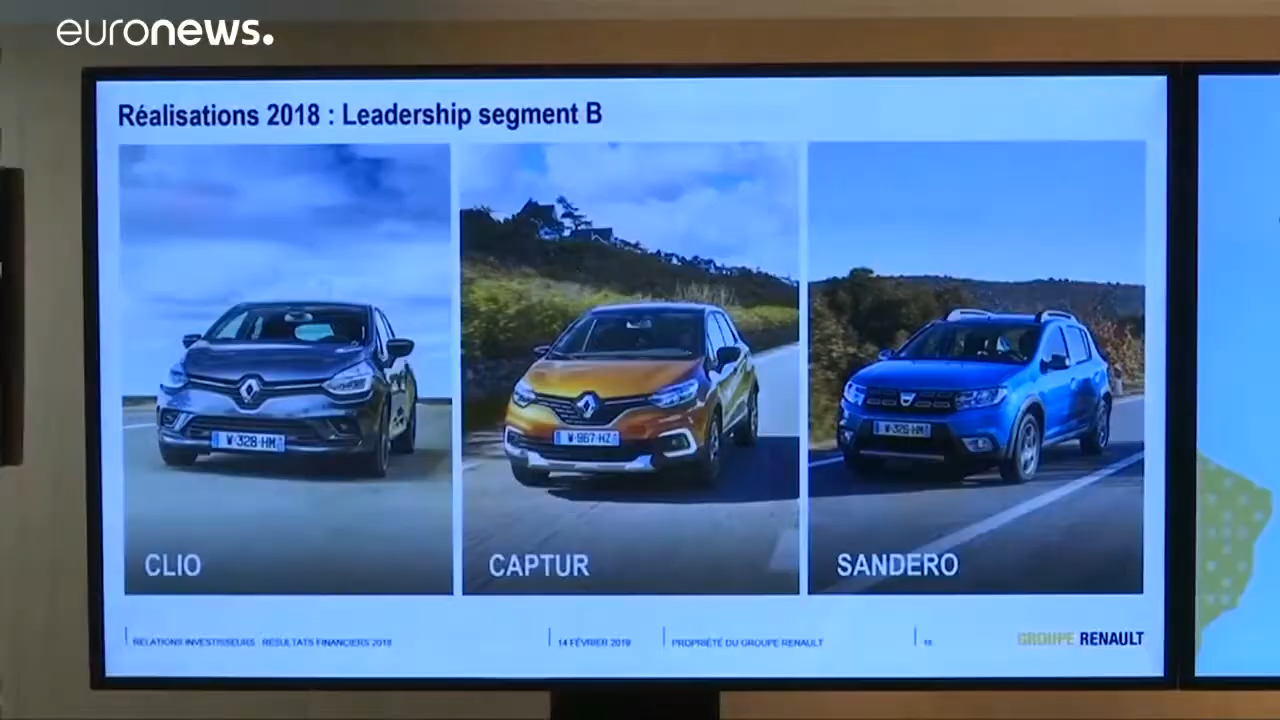 euronews.
Réalisations 2018 : Leadership segment B
W-328-HM
W-967-HZ
W-325-HM
CLIO
CAPTUR
SANDERO
RELATIONS INVESTISSEURS RÉSULTATS FINANCIERS 2018
14 FÉVRIER 2019
PROPRIÉTÉ DU GROUPE RENAULT
GROUPE RENAULT